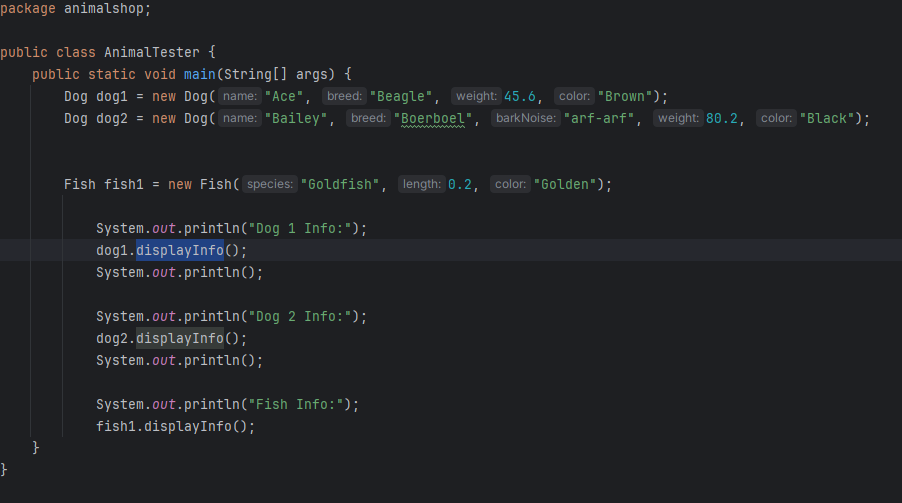 package animalshop;
public class AnimalTester {
public static void main(String[] args) {
Dog dog1 = new Dog( name: "Ace", breed: "Beagle", weight: 45.6, color: "Brown");
Dog dog2 = new Dog( name: "Bailey", breed: "Boerboel", barkNoise: "arf-arf", weight: 80.2, color: "Black");
Fish fish1 = new Fish( species: "Goldfish", length: 0.2, color: "Golden");
System.out.println("Dog 1 Info:");
dog1.displayInfo();
System.out.println();
System.out.println("Dog 2 Info:");
dog2.displayInfo();
System.out.println();
System.out.println("Fish Info:");
fish1.displayInfo();
}
}